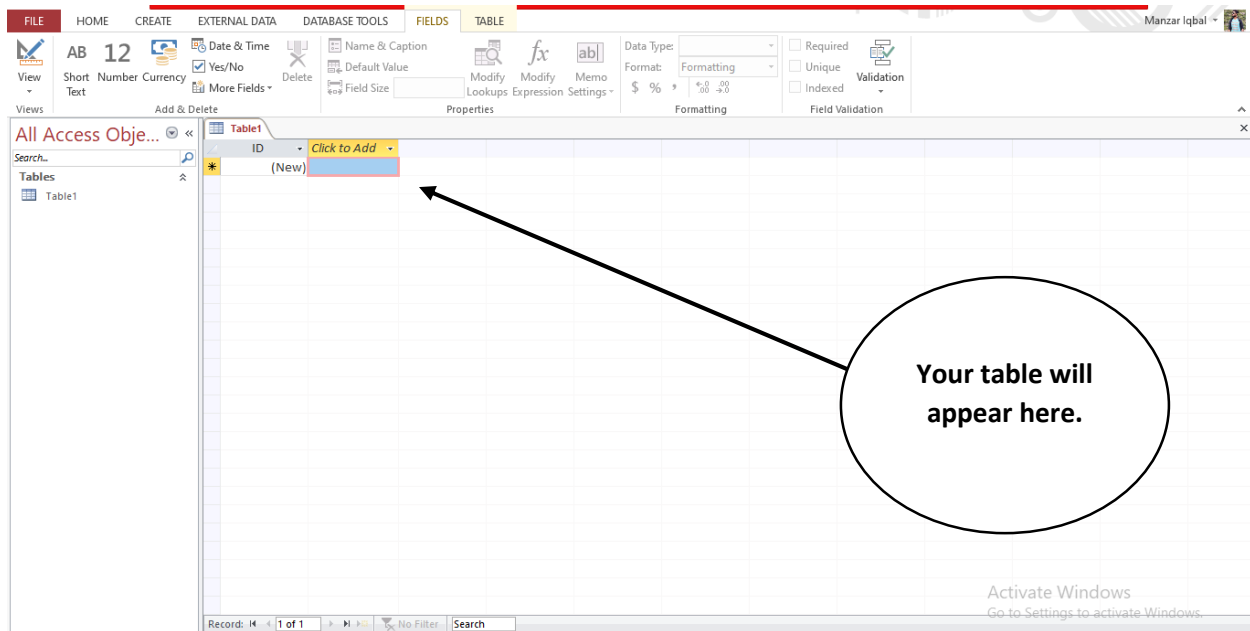 FILE HOME CREATE EXTERNAL DATA DATABASE TOOLS FIELDS TABLE Manzar Iqbal
View
AB Short Text
12 Number
Currency
Date & Time
Yes/No
More Fields
Delete
Name & Caption
Default Value
Field Size
Modify Lookups
fx Modify Expression
ab| Memo Settings
Data Type:
Format: Formatting
$ % , .00 .00
Required
Unique
Indexed
Validation
Views Add & Delete Properties Formatting Field Validation
All Access Obje... «
Search...
Tables
Table1
Table1 ×
ID Click to Add
* (New)
Your table will
appear here.
Activate Windows
Go to Settings to activate Windows.
Record: 1 of 1 No Filter Search